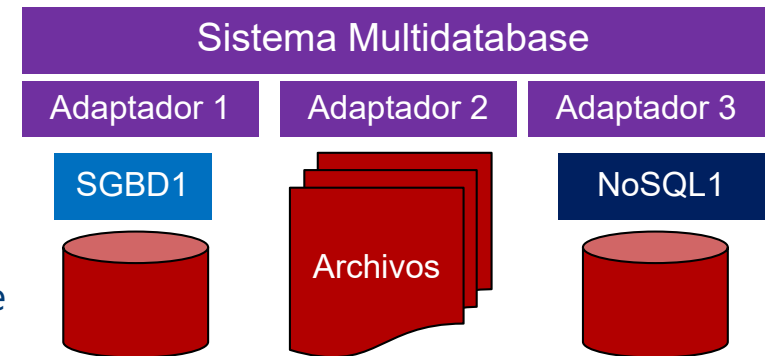 Sistema Multidatabase
Adaptador 1 Adaptador 2 Adaptador 3
SGBD1 NoSQL1
Archivos
e